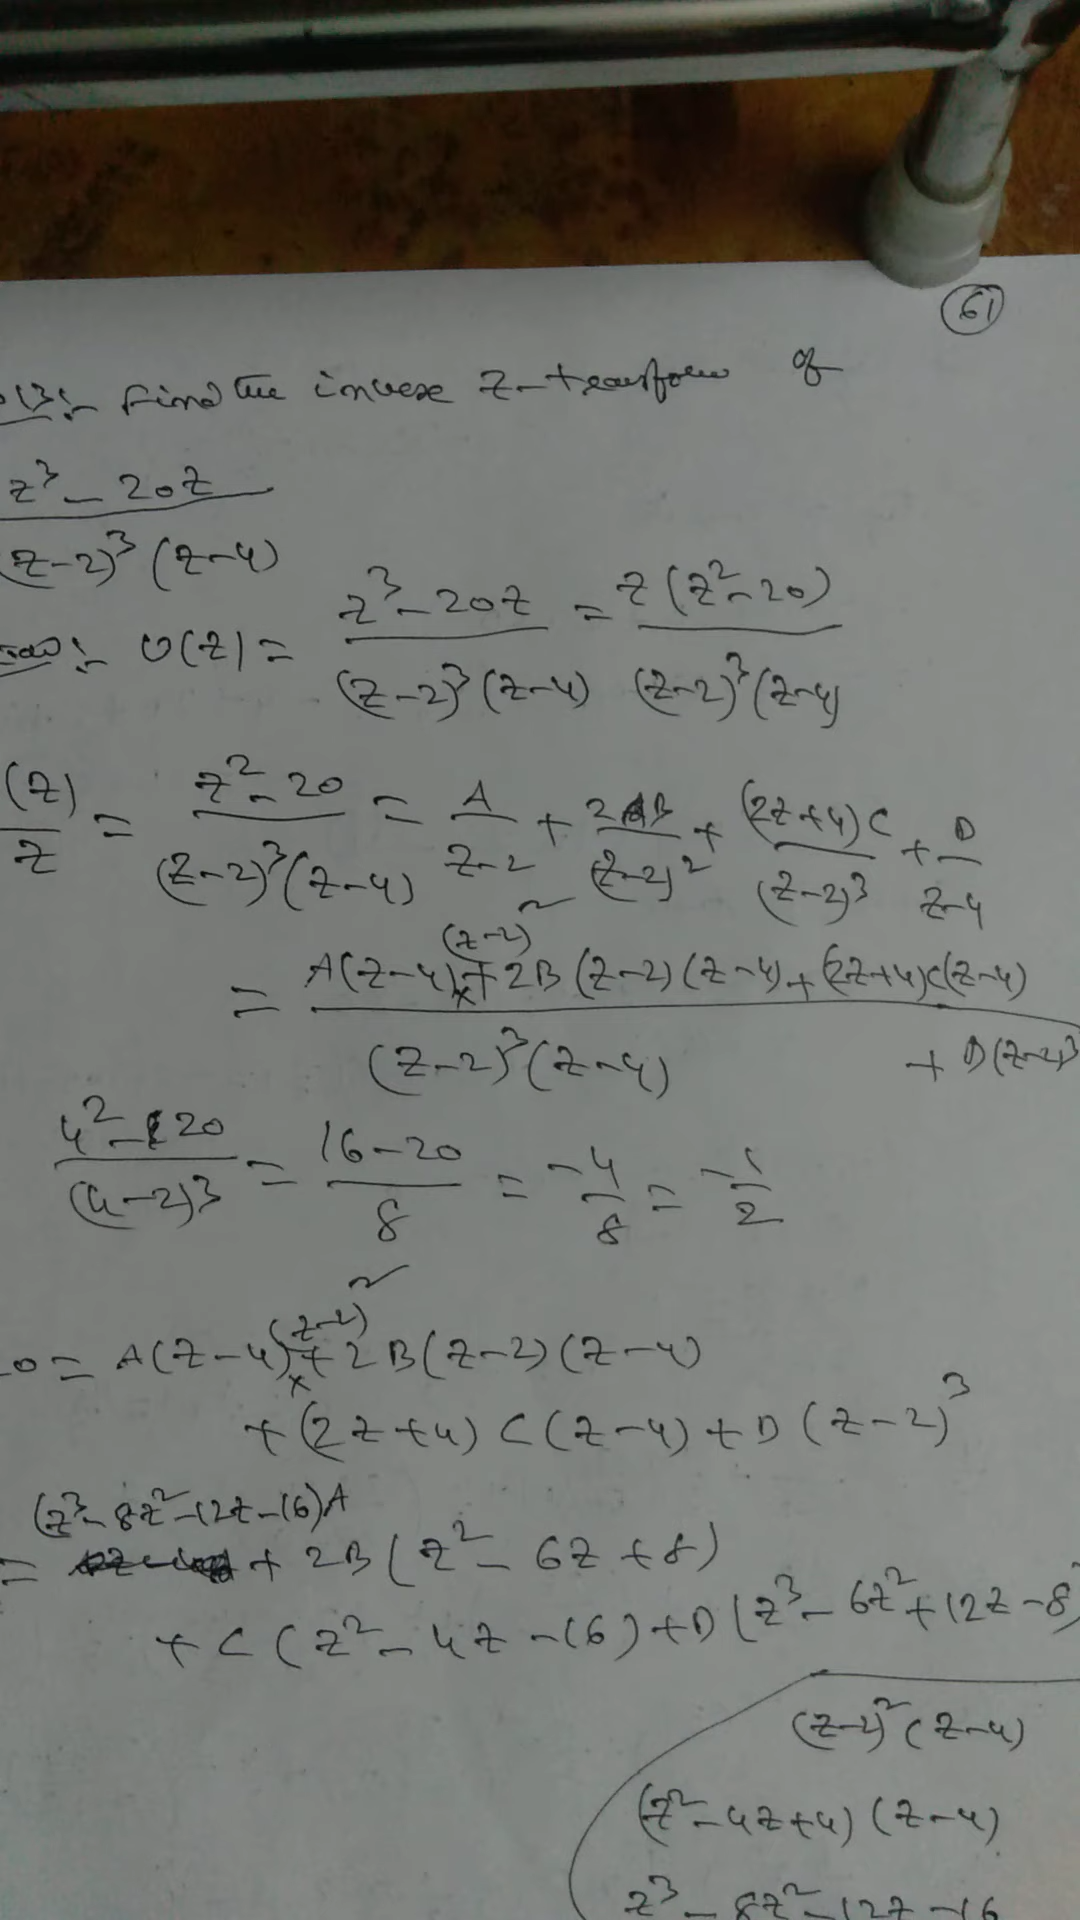 61
13:- Find the inverse Z-transform of
z³ - 20z
(z-2)³ (z-4)
U(z) = z³-20z / (z-2)³(z-4) = z(z²-20) / (z-2)³(z-4)
(z) / z = z²-20 / (z-2)³(z-4) = A / z-2 + 2B / (z-2)² + (2z+4)C / (z-2)³ + D / z-4
= A(z-4)×(z-2)² + 2B(z-2)(z-4) + (2z+4)C(z-4) + D(z-2)³ / (z-2)³(z-4)
4²-20 / (4-2)³ = 16-20 / 8 = -4 / 8 = -1 / 2
0 = A(z-4)×(z-2)² + 2B(z-2)(z-4)
+ (2z+4) C(z-4) + D(z-2)³
(z³-8z²-12z-16)A
= + 2B(z²-6z+8)
+ C(z²-4z-16) + D(z³-6z²+12z-8)
(z-2)²(z-4)
(z²-4z+4)(z-4)
z³-8z²-12z-16